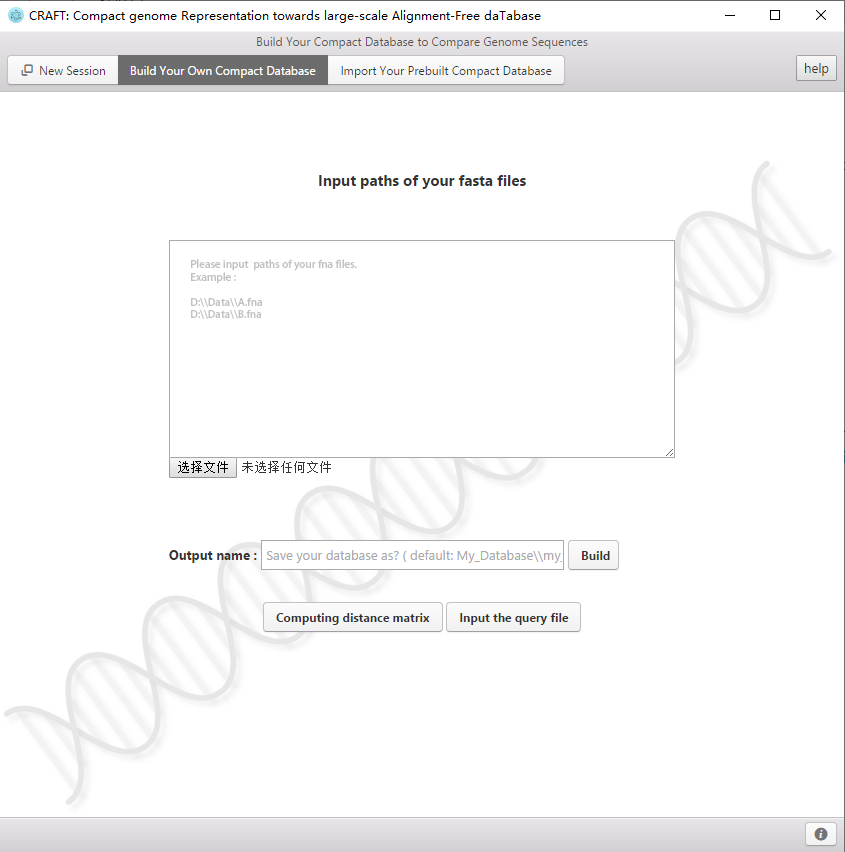 CRAFT: Compact genome Representation towards large-scale Alignment-Free daTabase
Build Your Compact Database to Compare Genome Sequences
New Session
Build Your Own Compact Database
Import Your Prebuilt Compact Database
help
Input paths of your fasta files
Please input  paths of your fna files.
Example :
D:\\Data\\A.fna
D:\\Data\\B.fna
选择文件 未选择任何文件
Output name : Save your database as? ( default: My_Database\\my_ Build
Computing distance matrix Input the query file